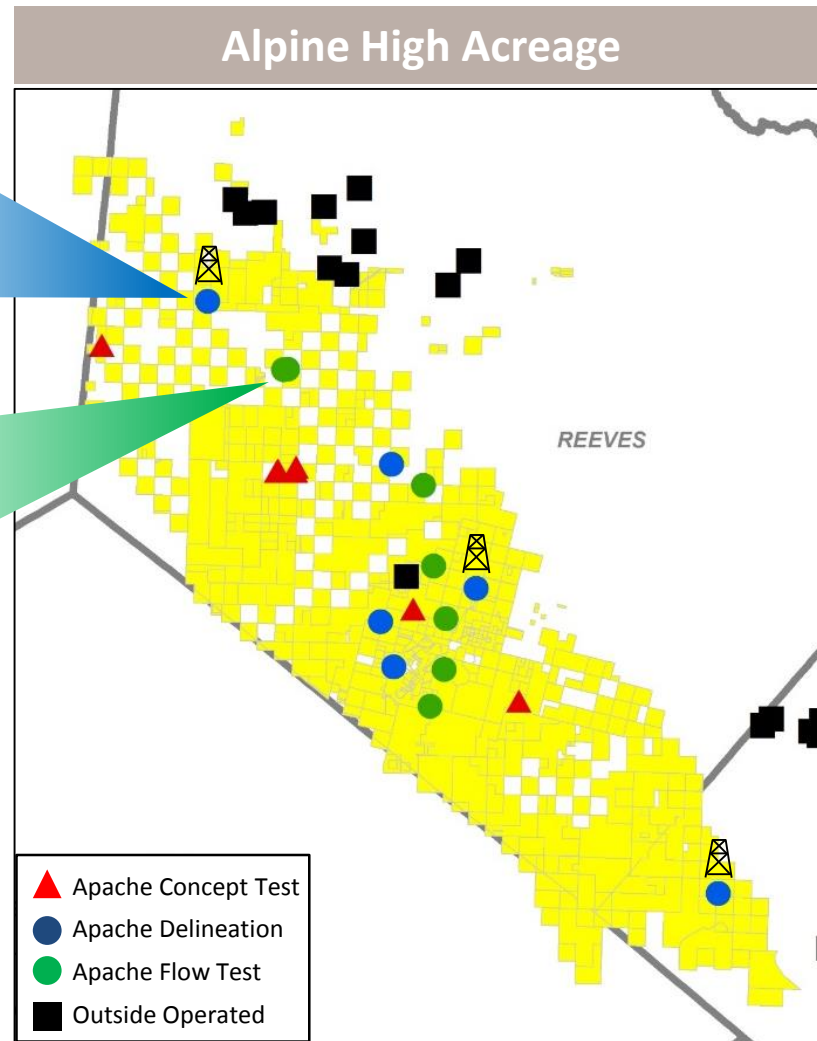 Alpine High Acreage
REEVES
Apache Concept Test
Apache Delineation
Apache Flow Test
Outside Operated